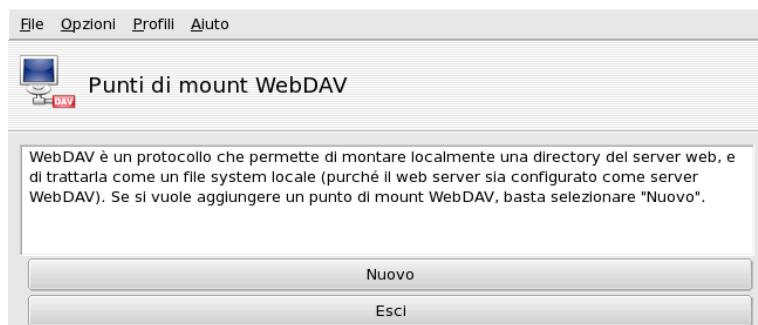 File Opzioni Profili Aiuto
Punti di mount WebDAV
DAV
WebDAV è un protocollo che permette di montare localmente una directory del server web, e
di trattarla come un file system locale (purché il web server sia configurato come server
WebDAV). Se si vuole aggiungere un punto di mount WebDAV, basta selezionare "Nuovo".
Nuovo
Esci